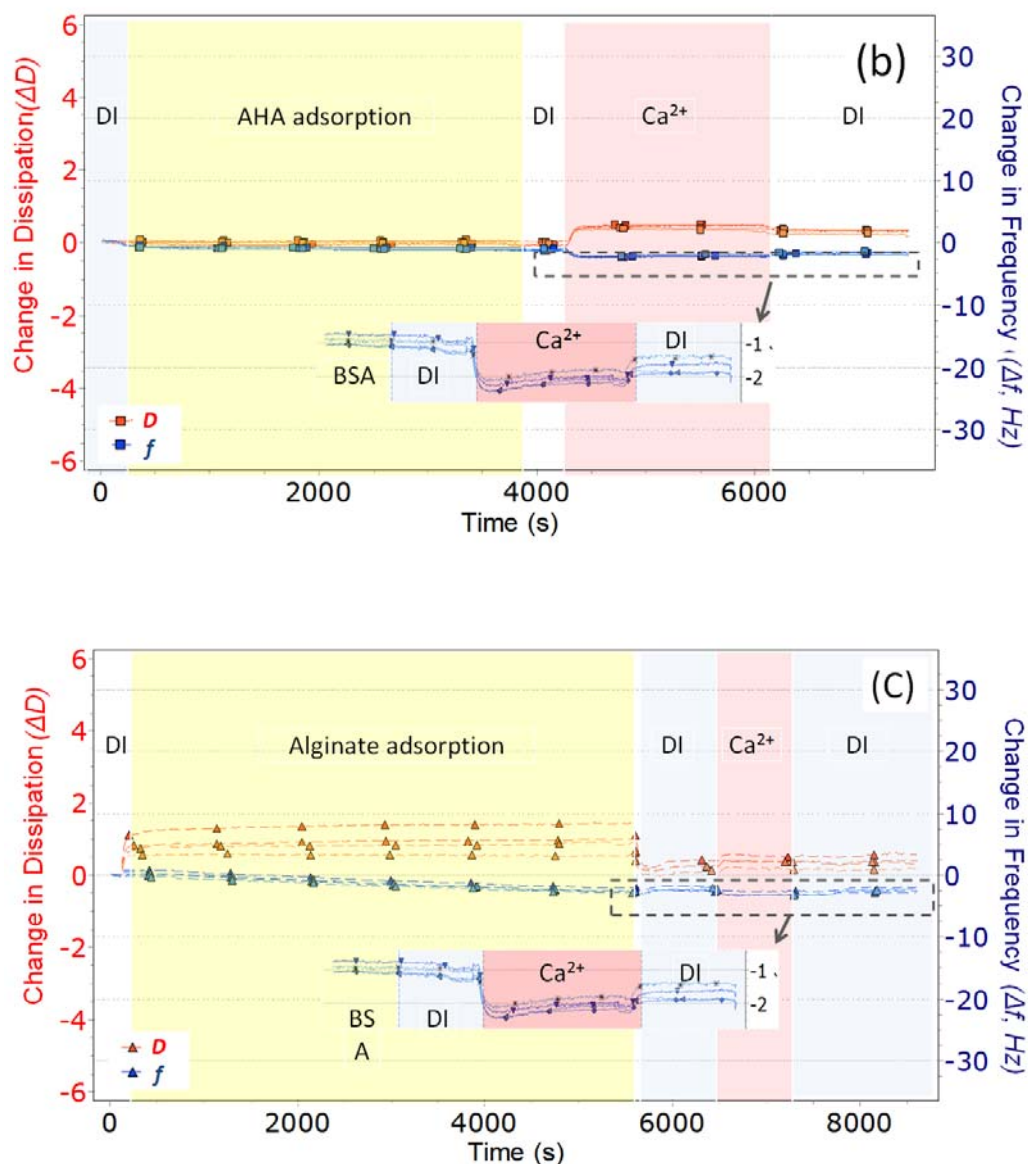 (b)
Change in Dissipation(ΔD)
6
4
2
0
-2
-4
-6
DI
AHA adsorption
DI
Ca²⁺
DI
30
20
10
0
-10
-20
-30
Change in Frequency (Δf, Hz)
Ca²⁺
DI
-1
BSA
DI
-2
D
f
0
2000
4000
6000
Time (s)
(C)
Change in Dissipation (ΔD)
6
4
2
0
-2
-4
-6
DI
Alginate adsorption
DI
Ca²⁺
DI
30
20
10
0
-10
-20
-30
Change in Frequency (Δf, Hz)
Ca²⁺
DI
-1
-2
BS
A
DI
D
f
0
2000
4000
6000
8000
Time (s)